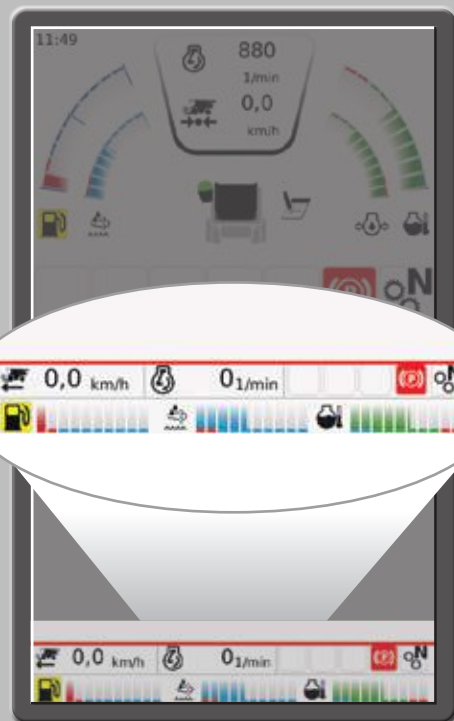 11:49
880
1/min
0,0
km/h
(P) N
0,0 km/h 0 1/min (P) N
0,0 km/h 0 1/min (P) N